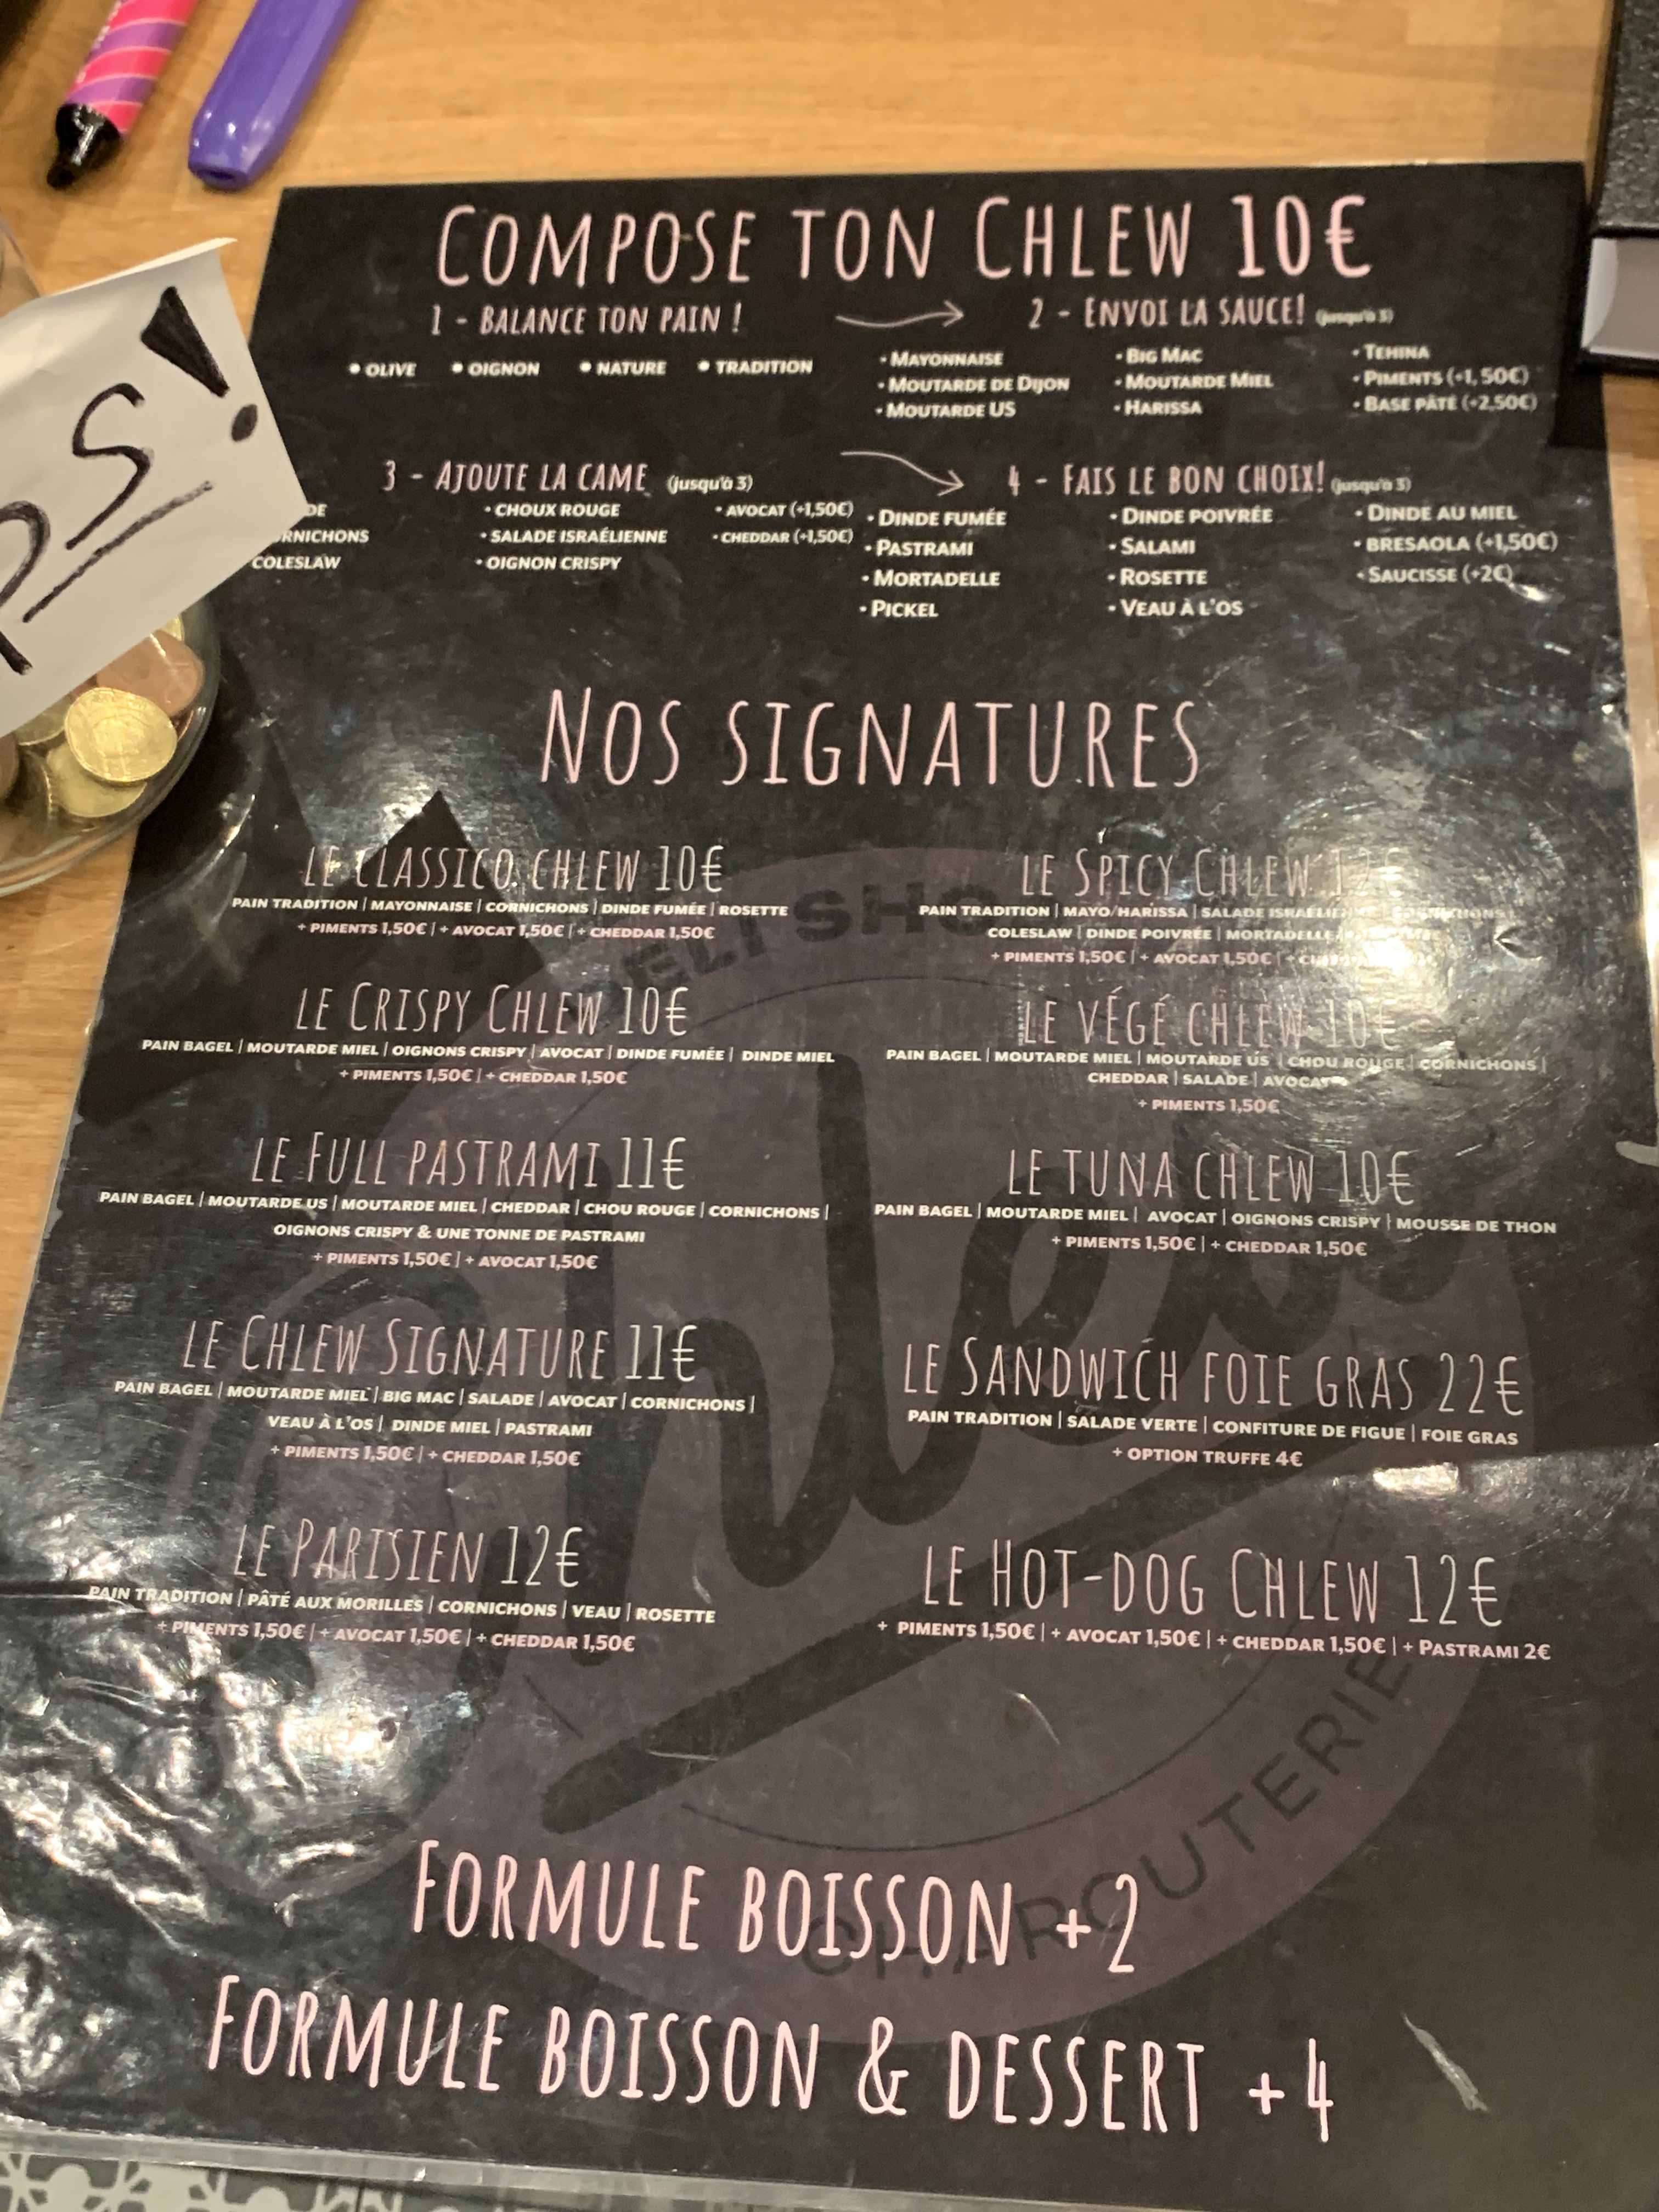 COMPOSE TON CHLEW 10€
1 - BALANCE TON PAIN !
2 - ENVOI LA SAUCE! (jusqu'à 3)
• OLIVE • OIGNON • NATURE • TRADITION
• MAYONNAISE • BIG MAC • TEHINA
• MOUTARDE DE DIJON • MOUTARDE MIEL • PIMENTS (+1,50€)
• MOUTARDE US • HARISSA • BASE PÂTÉ (+2,50€)
S!
3 - AJOUTE LA CAME (jusqu'à 3)
DE • CHOUX ROUGE • AVOCAT (+1,50€)
RNICHONS • SALADE ISRAÉLIENNE • CHEDDAR (+1,50€)
COLESLAW • OIGNON CRISPY
4 - FAIS LE BON CHOIX! (jusqu'à 3)
• DINDE FUMÉE • DINDE POIVRÉE • DINDE AU MIEL
• PASTRAMI • SALAMI • BRESAOLA (+1,50€)
• MORTADELLE • ROSETTE • SAUCISSE (+2€)
• PICKEL • VEAU À L'OS
NOS SIGNATURES
LE CLASSICO CHLEW 10€
PAIN TRADITION | MAYONNAISE | CORNICHONS | DINDE FUMÉE | ROSETTE
+ PIMENTS 1,50€ | + AVOCAT 1,50€ | + CHEDDAR 1,50€
LE SPICY CHLEW 12€
PAIN TRADITION | MAYO/HARISSA | SALADE ISRAÉLIENNE | CORNICHONS |
COLESLAW | DINDE POIVRÉE | MORTADELLE
+ PIMENTS 1,50€ | + AVOCAT 1,50€ | +
LE CRISPY CHLEW 10€
PAIN BAGEL | MOUTARDE MIEL | OIGNONS CRISPY | AVOCAT | DINDE FUMÉE | DINDE MIEL
+ PIMENTS 1,50€ | + CHEDDAR 1,50€
LE VÉGÉ CHLEW 10€
PAIN BAGEL | MOUTARDE MIEL | MOUTARDE US | CHOU ROUGE | CORNICHONS |
CHEDDAR | SALADE | AVOCAT
+ PIMENTS 1,50€
LE FULL PASTRAMI 11€
PAIN BAGEL | MOUTARDE US | MOUTARDE MIEL | CHEDDAR | CHOU ROUGE | CORNICHONS |
OIGNONS CRISPY & UNE TONNE DE PASTRAMI
+ PIMENTS 1,50€ | + AVOCAT 1,50€
LE TUNA CHLEW 10€
PAIN BAGEL | MOUTARDE MIEL | AVOCAT | OIGNONS CRISPY | MOUSSE DE THON
+ PIMENTS 1,50€ | + CHEDDAR 1,50€
LE CHLEW SIGNATURE 11€
PAIN BAGEL | MOUTARDE MIEL | BIG MAC | SALADE | AVOCAT | CORNICHONS |
VEAU À L'OS | DINDE MIEL | PASTRAMI
+ PIMENTS 1,50€ | + CHEDDAR 1,50€
LE SANDWICH FOIE GRAS 22€
PAIN TRADITION | SALADE VERTE | CONFITURE DE FIGUE | FOIE GRAS
+ OPTION TRUFFE 4€
LE PARISIEN 12€
PAIN TRADITION | PÂTÉ AUX MORILLES | CORNICHONS | VEAU | ROSETTE
+ PIMENTS 1,50€ | + AVOCAT 1,50€ | + CHEDDAR 1,50€
LE HOT-DOG CHLEW 12€
+ PIMENTS 1,50€ | + AVOCAT 1,50€ | + CHEDDAR 1,50€ | + PASTRAMI 2€
ELI SHO
Chlew
CHARCUTERIE
FORMULE BOISSON + 2
FORMULE BOISSON & DESSERT + 4